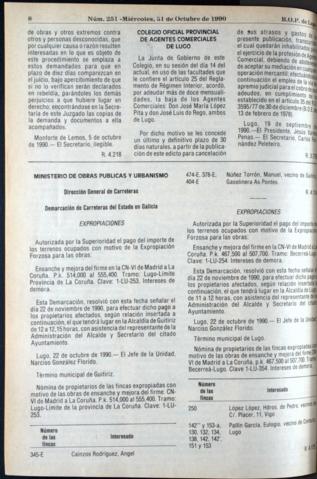 8
Núm. 251 -Miércoles, 31 de Octubre de 1990
B.O.P. de
de obras y otros extremos contra
otros y personas desconocidas, que
por cualquier causa o razón resulten
interesadas en lo que es objeto de
este procedimiento se emplaza a
estos demandados para que en
plazo de diez días comparezcan en
el juicio, bajo apercibimiento de que
si no lo verifican serán declarados
en rebeldía, parándoles los demás
perjuicios a que hubiere lugar en
derecho; encontrándose en la Secre-
taría de este Juzgado las copias de
la demanda y documentos a ella
acompañados.
Monforte de Lemos, 5 de octubre
de 1990.— El Secretario, ilegible.
R. 4.218
COLEGIO OFICIAL PROVINCIAL
DE AGENTES COMERCIALES
DE LUGO.
La Junta de Gobierno de este
Colegio, en su sesión del día 14 del
actual, en uso de las facultades que
le confiere el artículo 25 del Regla-
mento de Régimen Interior, acordó,
por adeudar más de doce mensuali-
dades, la baja de los Agentes
Comerciales: Don José María López
Pita y don José Luis do Rego, ambos
de Lugo.
Por dicho motivo se les concede
un último y definitivo plazo de 30
días naturales, a partir de la publica-
ción de este edicto para cancelación
de sus atrasos y gastos de
presente publicación,
el cual quedarán inhabilitados
el ejercicio de la profesión de
Comercial, debiendo
de aceptar su mediación en
operación mercantil,
continuación el empleo de
apremio judicial para el cobro de
adeudos, en cumplimiento
establecido en el artículo 35 del
3595/77 de 30 de diciembre (B.O.E.
13 de febrero de 1978).
Lugo, 19 de septiembre
1990.—El Presidente, Jesús
Penas.— El Secretario, Carlos
nández Peleteiro.
MINISTERIO DE OBRAS PUBLICAS Y URBANISMO
Dirección General de Carreteras
Demarcación de Carreteras del Estado en Galicia
EXPROPIACIONES
Autorizada por la Superioridad el pago del importe de
los terrenos ocupados con motivo de la Expropiación
Forzosa para las obras:
Ensanche y mejora del firme en la CN-VI de Madrid a La
Coruña. P.k. 514,000 al 555,400. Tramo: Lugo-Límite
Provincia de La Coruña. Clave: 1-LU-253. Intereses de
demora.
Esta Demarcación, resolvió con esta fecha señalar el
día 22 de noviembre de 1990, para efectuar dicho pago a
los propietarios afectados, según relación insertada a
continuación, el que tendrá lugar en la Alcaldía de Guitiriz
de 10 a 12,15 horas, con asistencia del representante de la
Administración del Alcalde y Secretario del citado
Ayuntamiento.
Lugo, 22 de octubre de 1990.— El Jefe de la Unidad,
Narciso González Florido.
Término municipal de Guitiriz.
Nómina de propietarios de las fincas expropiadas con
motivo de las obras de ensanche y mejora del firme. CN-
VI de Madrid a La Coruña. P.k. 514,000 al 555,400. Tramo:
Lugo-Límite de la provincia de La Coruña. Clave: 1-LU-
253.
Número
de las
fincas
Interesado
345-E
Cainzos Rodríguez, Angel
474-E, 378-E,
404-E
Núñez Torrón, Manuel, vecino de
Gasolinera As Pontes.
EXPROPIACIONES
Autorizada por la Superioridad el pago del importe de
los terrenos ocupados con motivo de la Expropiación
Forzosa para las obras:
Ensanche y mejora del firme en la CN-VI de Madrid a La
Coruña. P.k. 467,500 al 507,700. Tramo: Becerreá-
Lugo. Clave: 1-LU-254. Intereses de demora.
Esta Demarcación, resolvió con esta fecha señalar el
día 22 de noviembre de 1990, para efectuar dicho pago a
los propietarios afectados, según relación insertada a
continuación, el que tendrá lugar en la Alcaldía de Lugo
de 11 a 12 horas, con asistencia del representante de la
Administración del Alcalde y Secretario del citado
Ayuntamiento.
Lugo, 22 de octubre de 1990.— El Jefe de la Unidad,
Narciso González Florido.
Término municipal de Lugo.
Nómina de propietarios de las fincas expropiadas con
motivo de las obras de ensanche y mejora del firme
VI de Madrid a La Coruña. P.k. 467,500 al 507,700. Tramo:
Becerreá-Lugo. Clave 1-LU-354. Intereses de demora.
Número
de las
fincas
Interesado
250
López López, Hdros. de Pedro, vecinos de
C/. Placer, 11, Vigo
142" y 153-a,
130, 132, 134,
138, 142, 142',
151 y 153
Paillín García, Eulogio, vecino de
Lugo